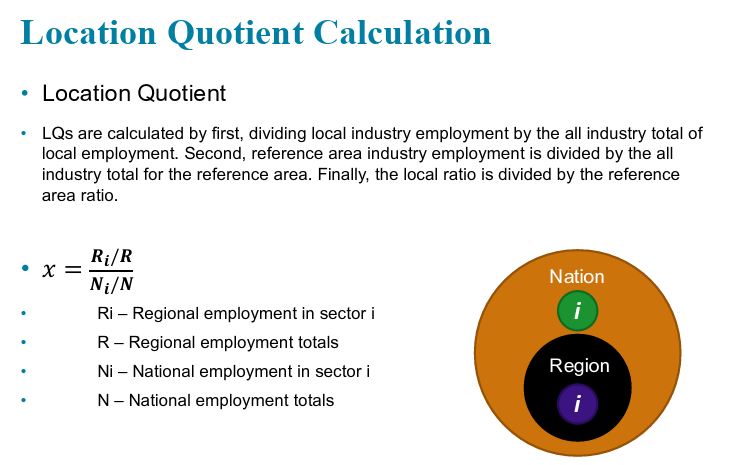 Location Quotient Calculation
• Location Quotient
• LQs are calculated by first, dividing local industry employment by the all industry total of
local employment. Second, reference area industry employment is divided by the all
industry total for the reference area. Finally, the local ratio is divided by the reference
area ratio.
• x = (Rᵢ/R)/(Nᵢ/N)
• Ri – Regional employment in sector i
• R – Regional employment totals
• Ni – National employment in sector i
• N – National employment totals
Nation
i
Region
i